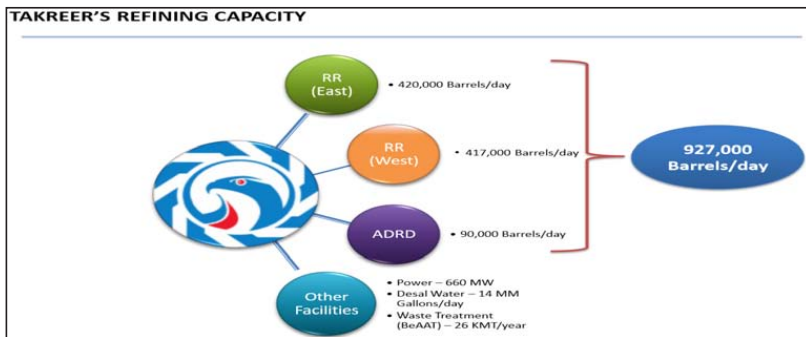 TAKREER'S REFINING CAPACITY
RR
(East)
• 420,000 Barrels/day
RR
(West)
• 417,000 Barrels/day
927,000
Barrels/day
ADRD
• 90,000 Barrels/day
Other
Facilities
• Power – 660 MW
• Desal Water – 14 MM
Gallons/day
• Waste Treatment
(BeAAT) – 26 KMT/year